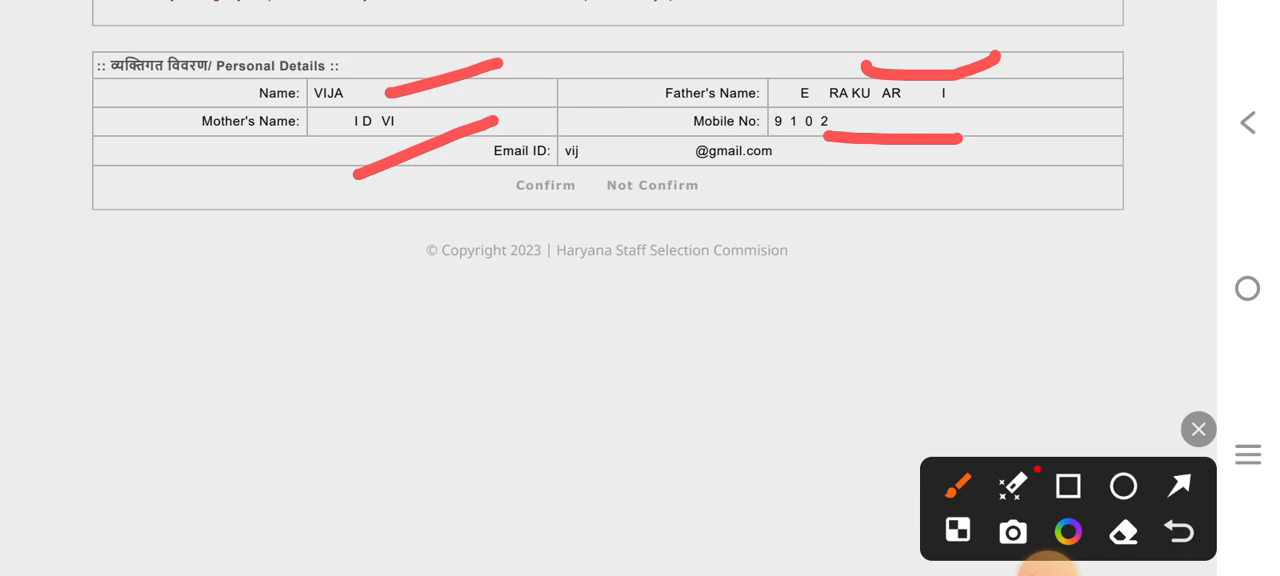 :: व्यक्तिगत विवरण/ Personal Details ::
Name: VIJA Father's Name: E RA KU AR I
Mother's Name: I D VI Mobile No: 9 1 0 2
Email ID: vij @gmail.com
Confirm Not Confirm
© Copyright 2023 | Haryana Staff Selection Commision